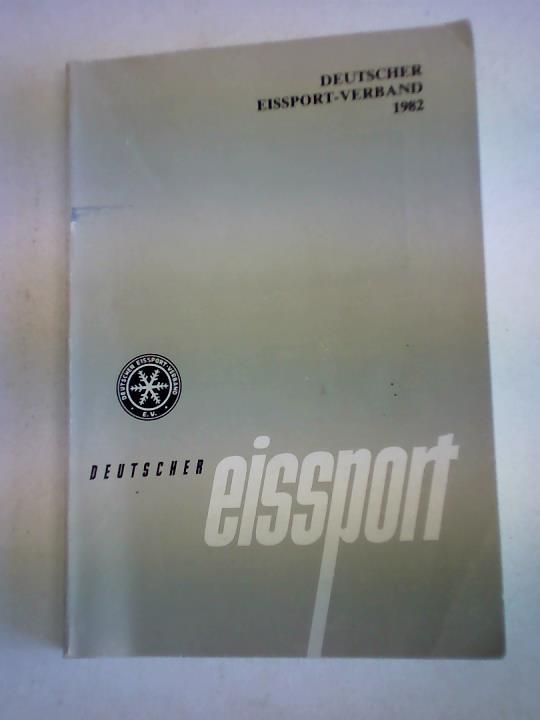 DEUTSCHER
EISSPORT-VERBAND
1982
DEUTSCHER EISSPORT-VERBAND
E.V.
DEUTSCHER eissport